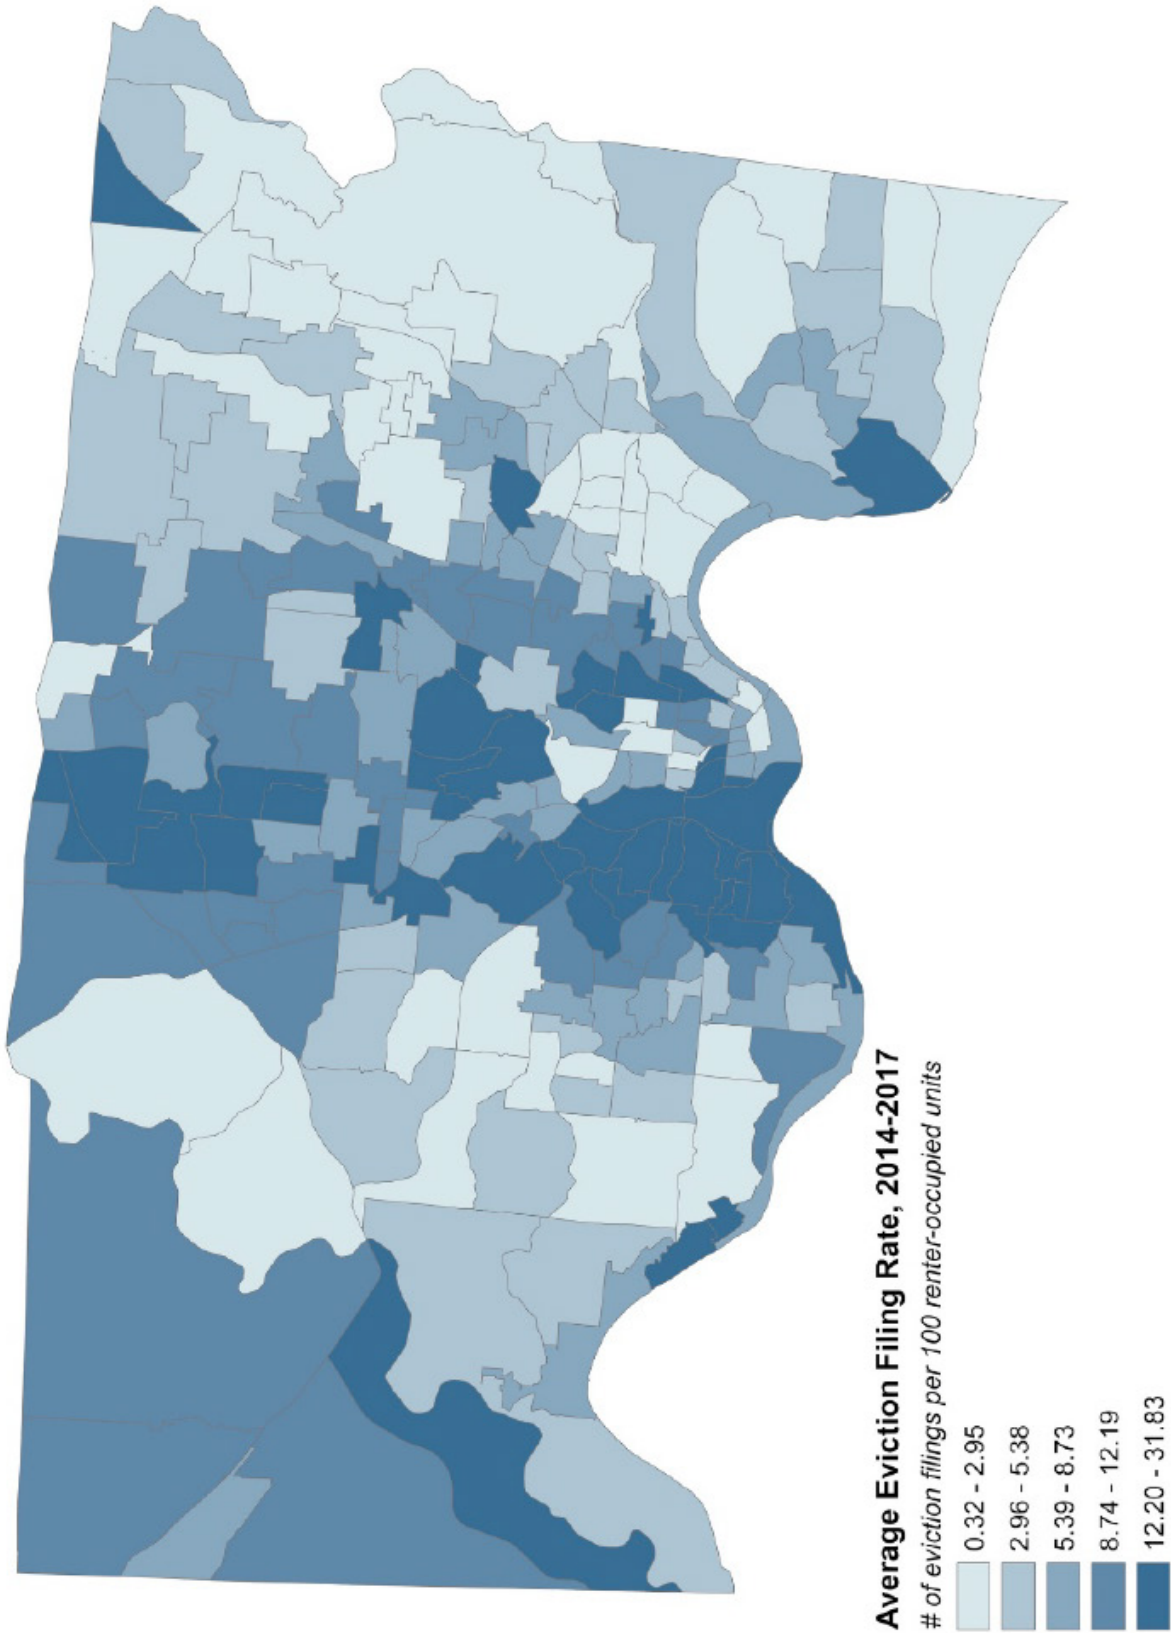 Average Eviction Filing Rate, 2014-2017
# of eviction filings per 100 renter-occupied units
0.32 - 2.95
2.96 - 5.38
5.39 - 8.73
8.74 - 12.19
12.20 - 31.83